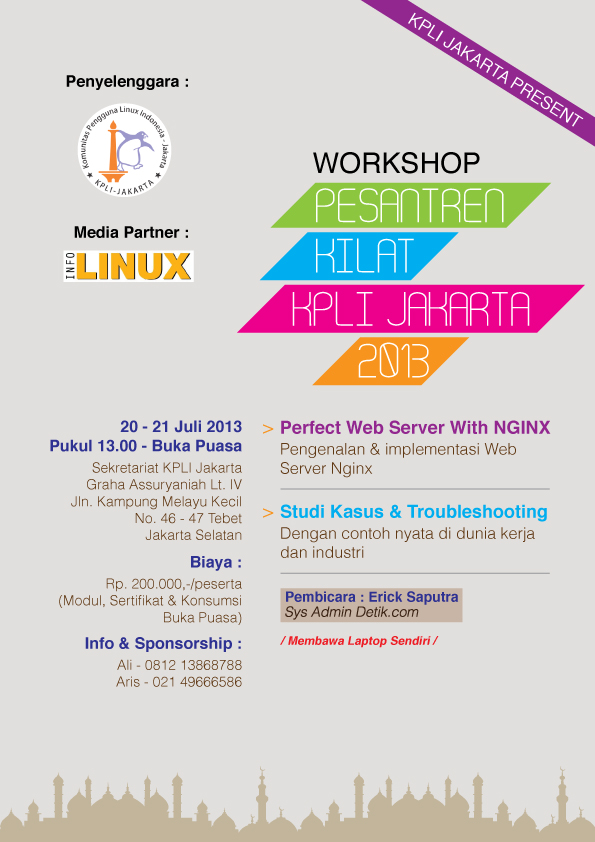 KPLI JAKARTA PRESENT
Penyelenggara :
Komunitas Pengguna Linux Indonesia - Jakarta
KPLI-JAKARTA
Media Partner :
INFO LINUX
WORKSHOP
PESANTREN
KILAT
KPLI JAKARTA
2013
20 - 21 Juli 2013
Pukul 13.00 - Buka Puasa
Sekretariat KPLI Jakarta
Graha Assuryaniah Lt. IV
Jln. Kampung Melayu Kecil
No. 46 - 47 Tebet
Jakarta Selatan
Biaya :
Rp. 200.000,-/peserta
(Modul, Sertifikat & Konsumsi
Buka Puasa)
Info & Sponsorship :
Ali - 0812 13868788
Aris - 021 49666586
> Perfect Web Server With NGINX
Pengenalan & implementasi Web
Server Nginx
> Studi Kasus & Troubleshooting
Dengan contoh nyata di dunia kerja
dan industri
Pembicara : Erick Saputra
Sys Admin Detik.com
/ Membawa Laptop Sendiri /